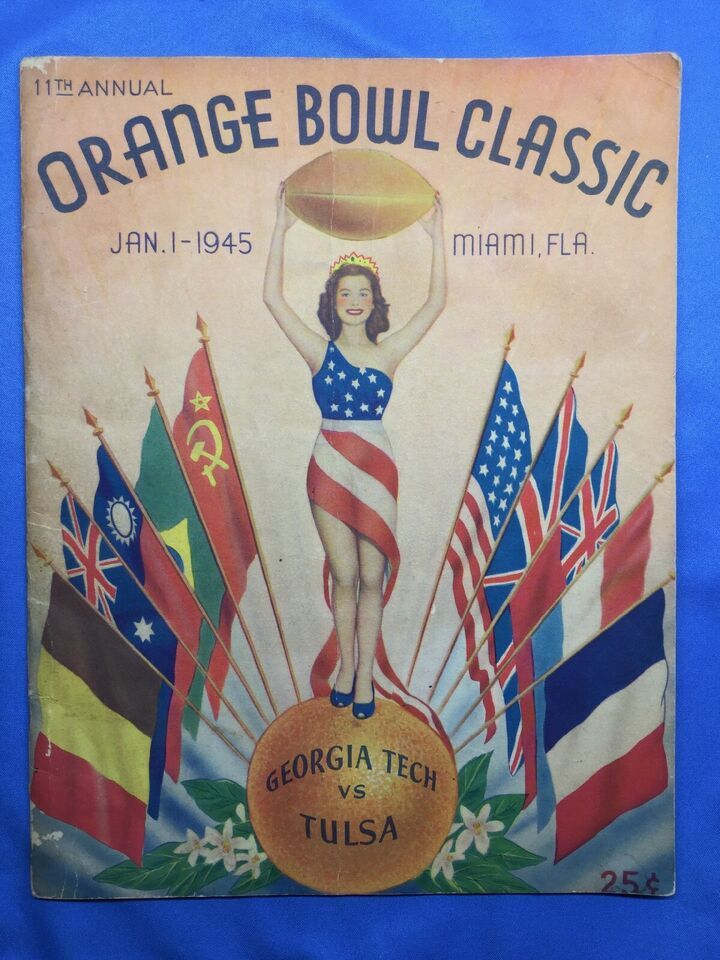 11TH ANNUAL
ORANGE BOWL CLASSIC
JAN. 1-1945
MIAMI, FLA.
GEORGIA TECH
VS
TULSA
25¢